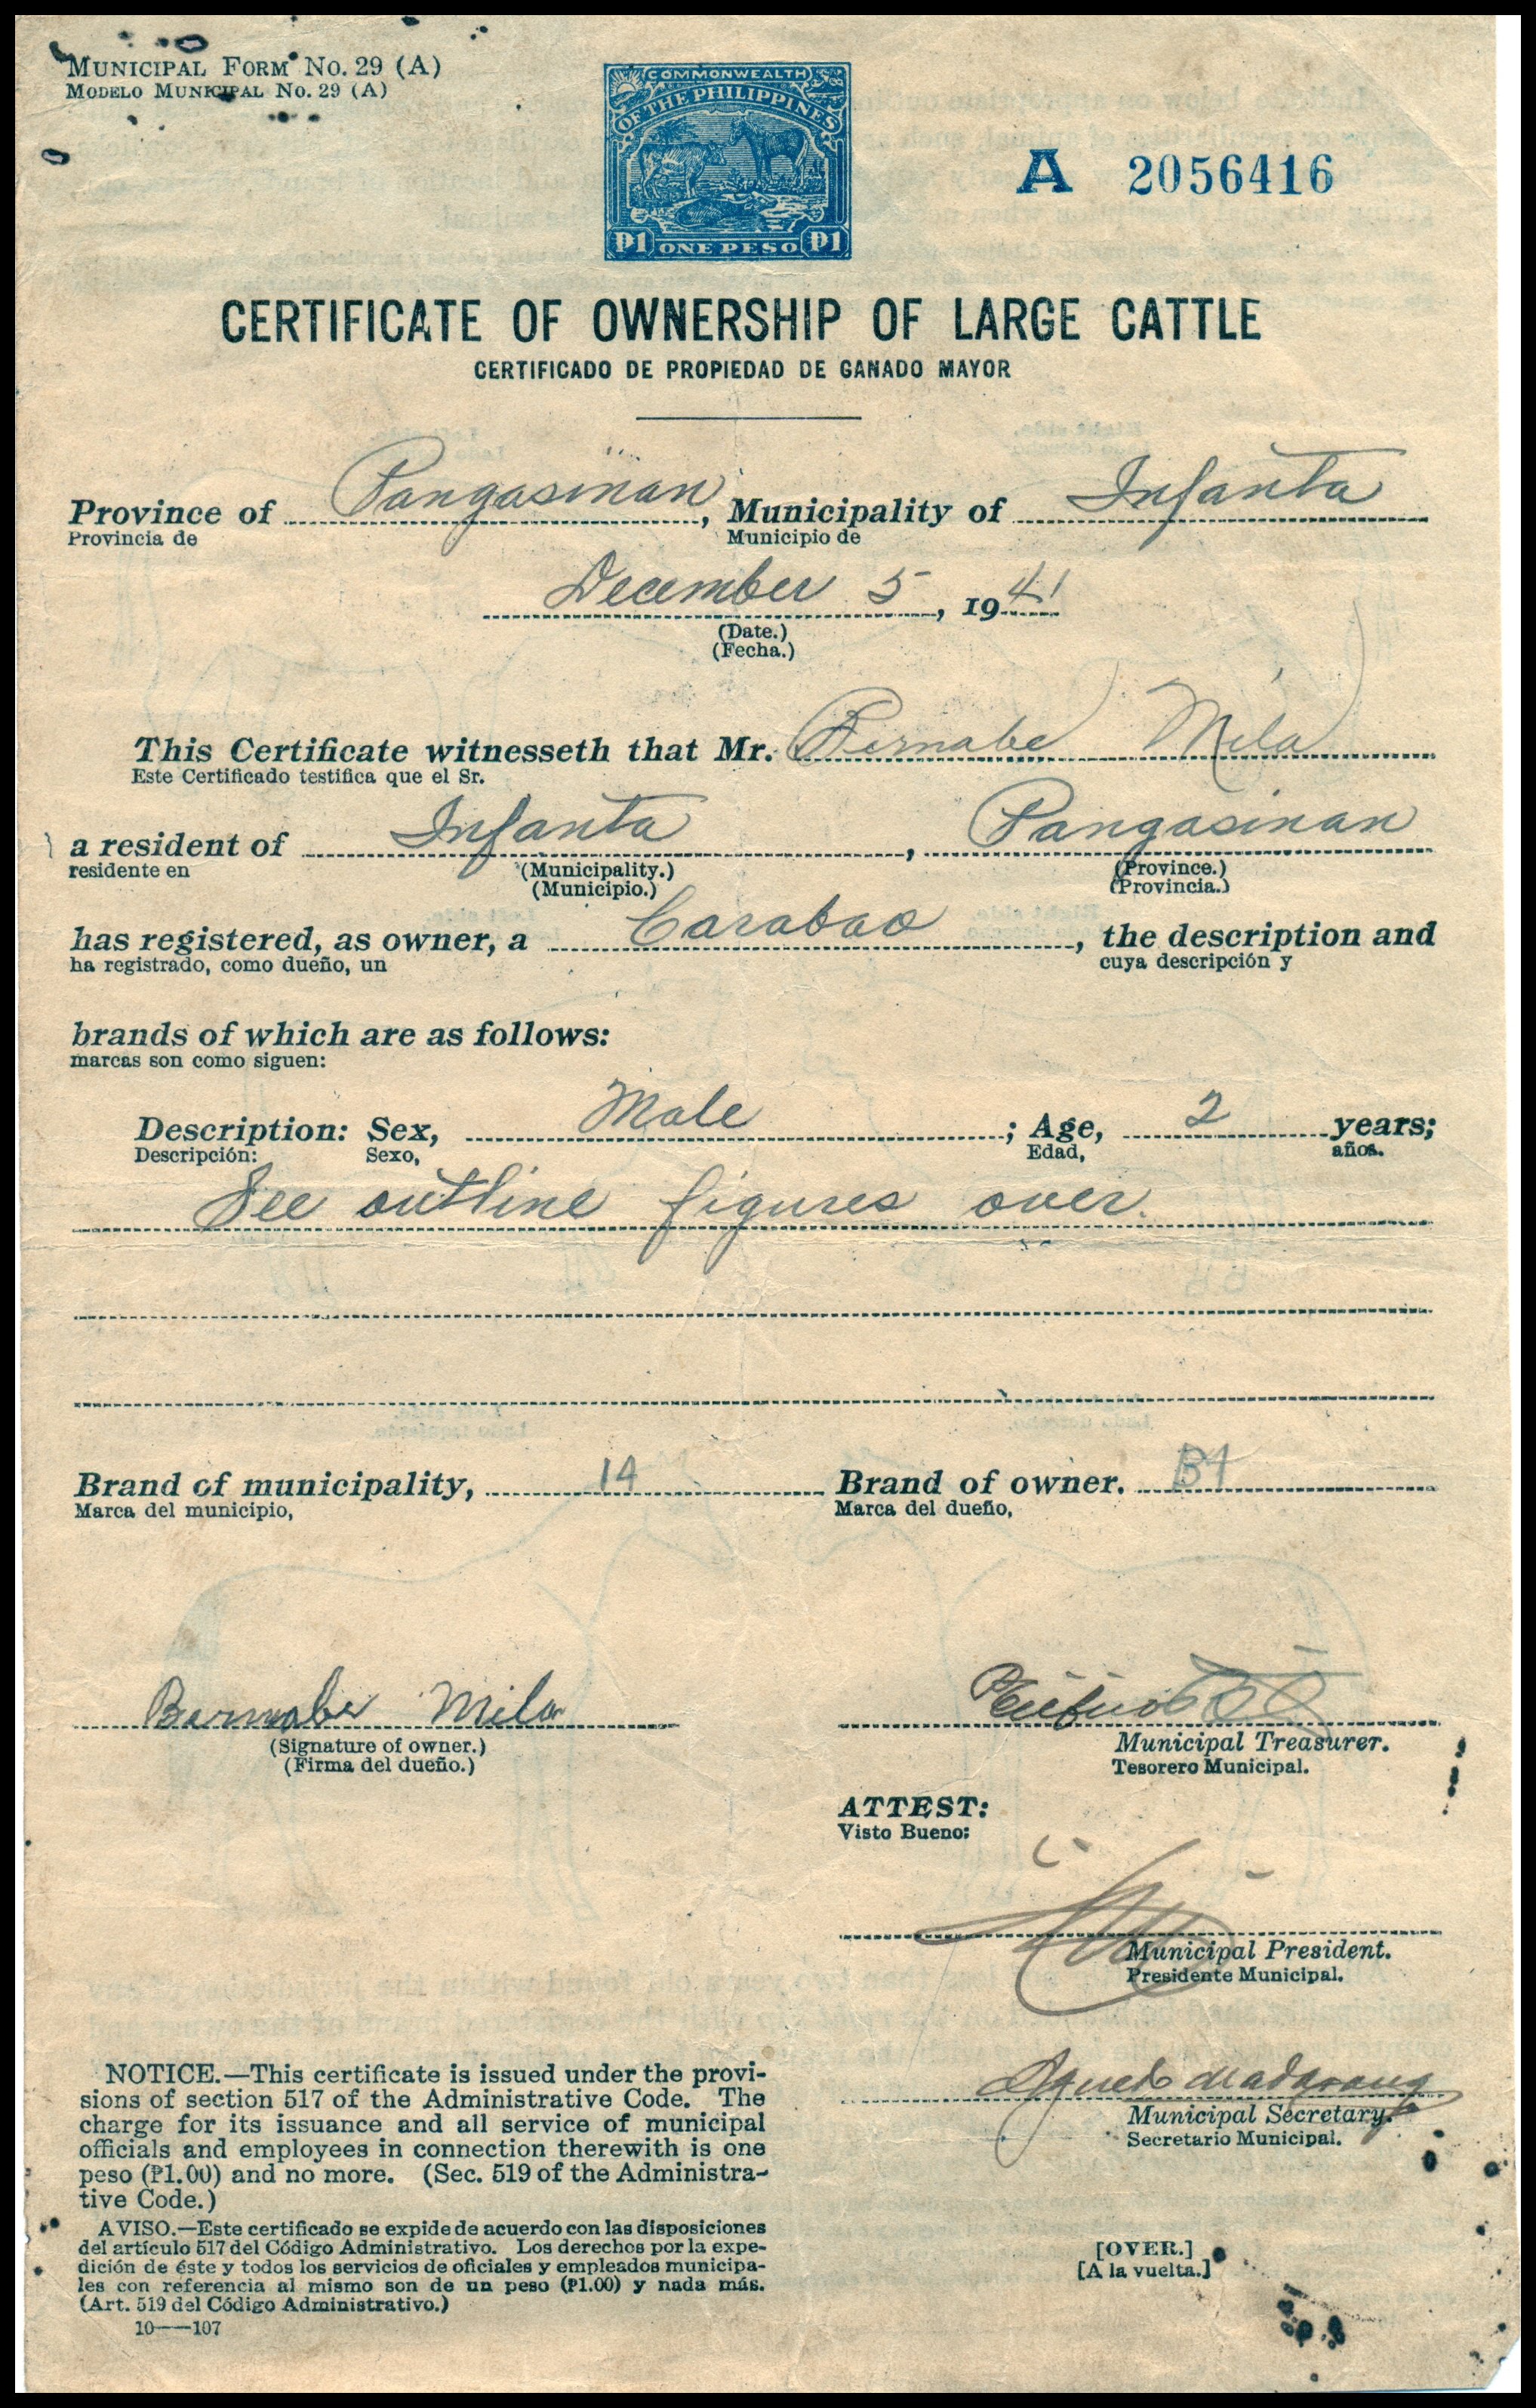 MUNICIPAL FORM No. 29 (A)
MODELO MUNICIPAL No. 29 (A)
COMMONWEALTH
OF THE PHILIPPINES
₱1 ONE PESO ₱1
A 2056416
CERTIFICATE OF OWNERSHIP OF LARGE CATTLE
CERTIFICADO DE PROPIEDAD DE GANADO MAYOR
Province of Pangasinan, Municipality of Infanta
Provincia de Municipio de
December 5, 1941
(Date.)
(Fecha.)
This Certificate witnesseth that Mr. Bernabe Mila
Este Certificado testifica que el Sr.
a resident of Infanta, Pangasinan
residente en (Municipality.) (Province.)
(Municipio.) (Provincia.)
has registered, as owner, a Carabao, the description and
ha registrado, como dueño, un cuya descripción y
brands of which are as follows:
marcas son como siguen:
Description: Sex, Male; Age, 2 years;
Descripción: Sexo, Edad, años.
See outline figures over.
Brand of municipality, 14 Brand of owner. B4
Marca del municipio, Marca del dueño,
Bernabe Mila
(Signature of owner.)
(Firma del dueño.)
Municipal Treasurer.
Tesorero Municipal.
ATTEST:
Visto Bueno:
Municipal President.
Presidente Municipal.
Municipal Secretary.
Secretario Municipal.
NOTICE.—This certificate is issued under the provi-
sions of section 517 of the Administrative Code. The
charge for its issuance and all service of municipal
officials and employees in connection therewith is one
peso (₱1.00) and no more. (Sec. 519 of the Administra-
tive Code.)
AVISO.—Este certificado se expide de acuerdo con las disposiciones
del artículo 517 del Código Administrativo. Los derechos por la expe-
dición de éste y todos los servicios de oficiales y empleados municipa-
les con referencia al mismo son de un peso (₱1.00) y nada más.
(Art. 519 del Código Administrativo.)
10——107
[OVER.]
[A la vuelta.]